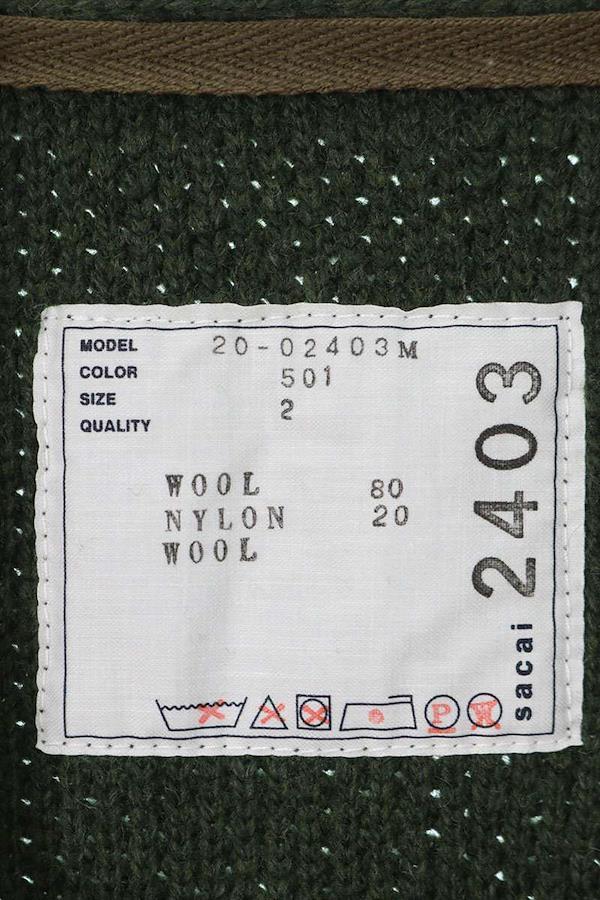 MODEL 20-02403M
COLOR 501
SIZE 2
QUALITY
WOOL 80
NYLON 20
WOOL
P W
sacai 2403